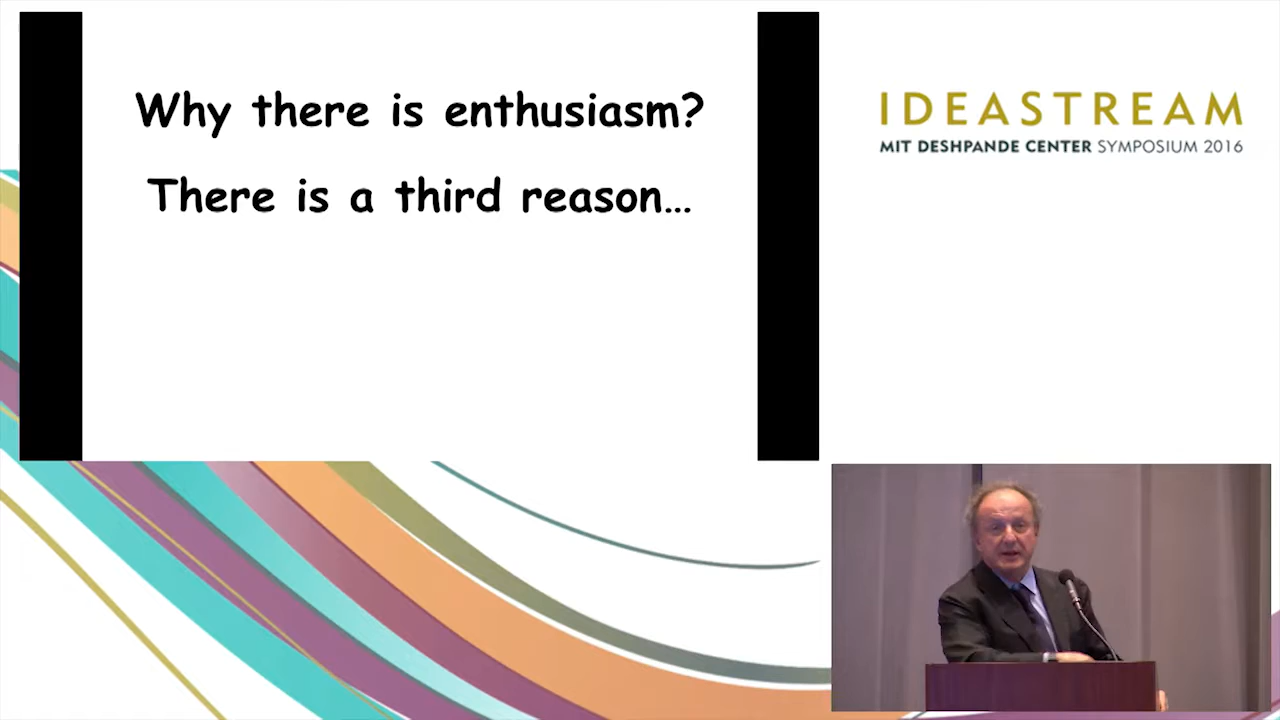 Why there is enthusiasm?
There is a third reason…
IDEASTREAM
MIT DESHPANDE CENTER SYMPOSIUM 2016